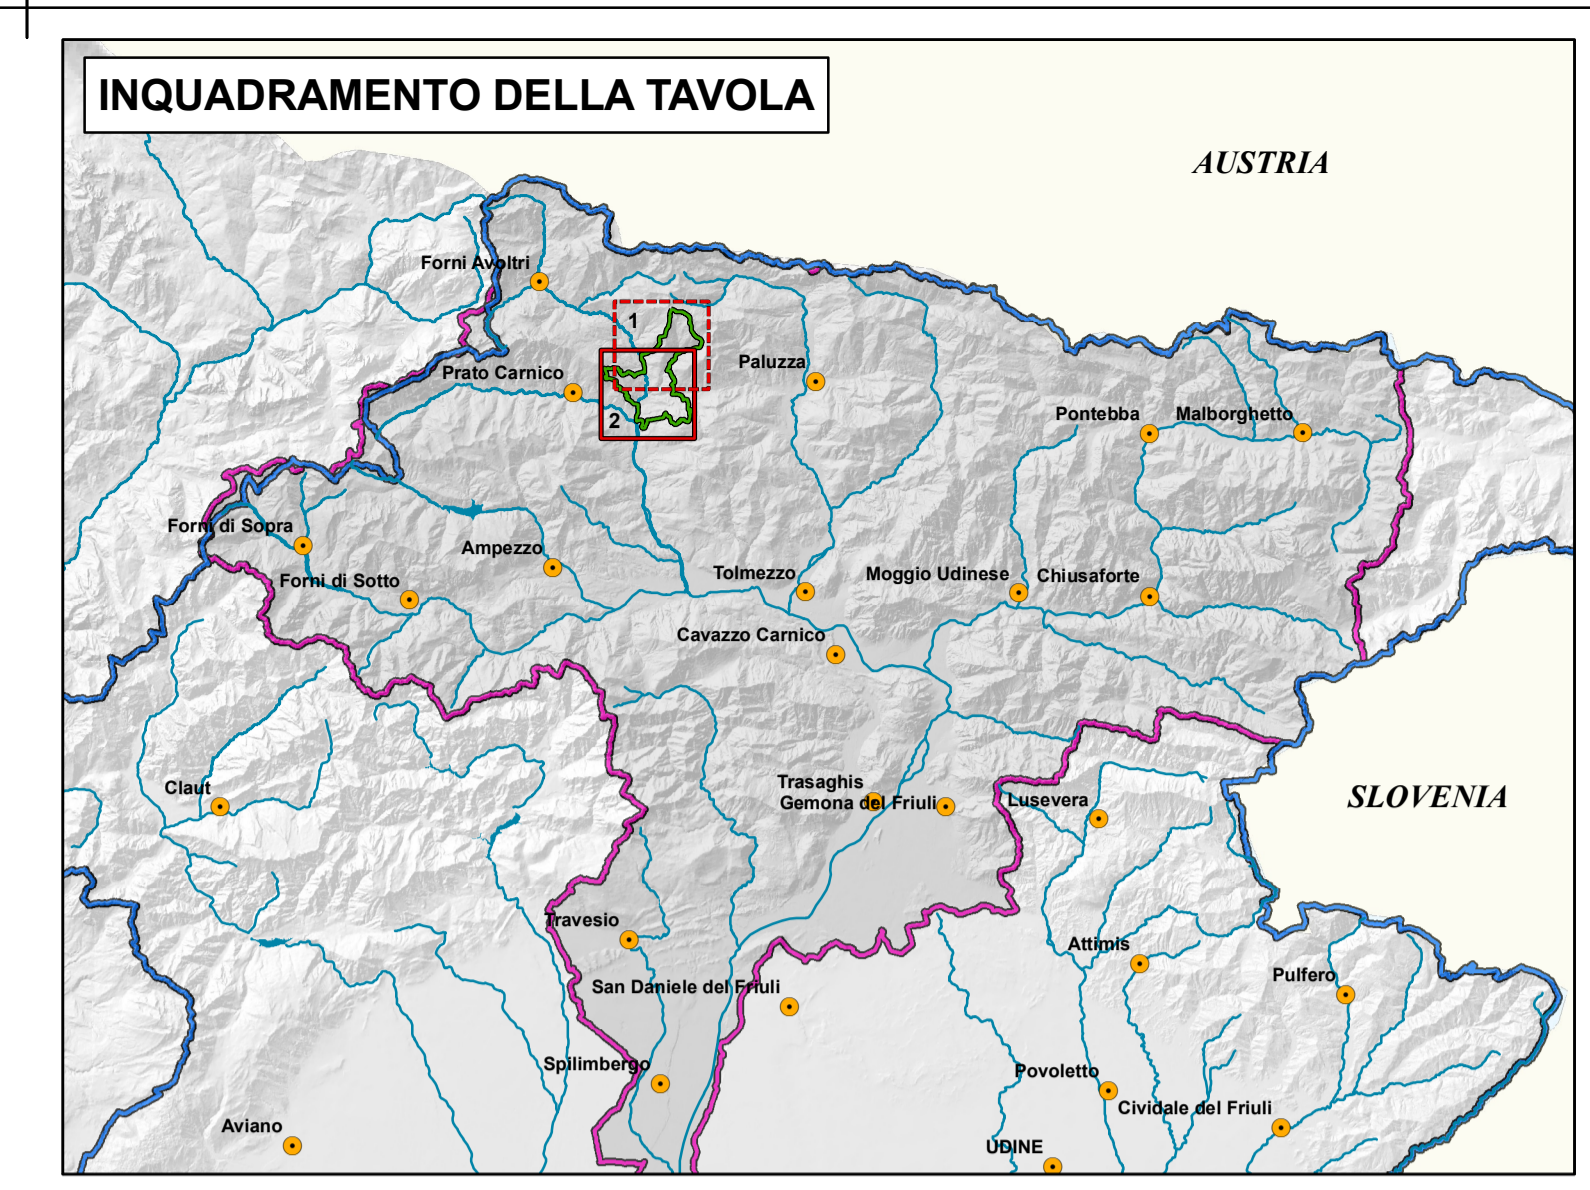 INQUADRAMENTO DELLA TAVOLA
AUSTRIA
Forni Avoltri
1
Paluzza
Prato Carnico
2
Pontebba
Malborghetto
Forni di Sopra
Ampezzo
Forni di Sotto
Tolmezzo
Moggio Udinese
Chiusaforte
Cavazzo Carnico
Claut
Trasaghis
Gemona del Friuli
Lusevera
SLOVENIA
Travesio
Attimis
Pulfero
San Daniele del Friuli
Spilimbergo
Povoletto
Cividale del Friuli
Aviano
UDINE